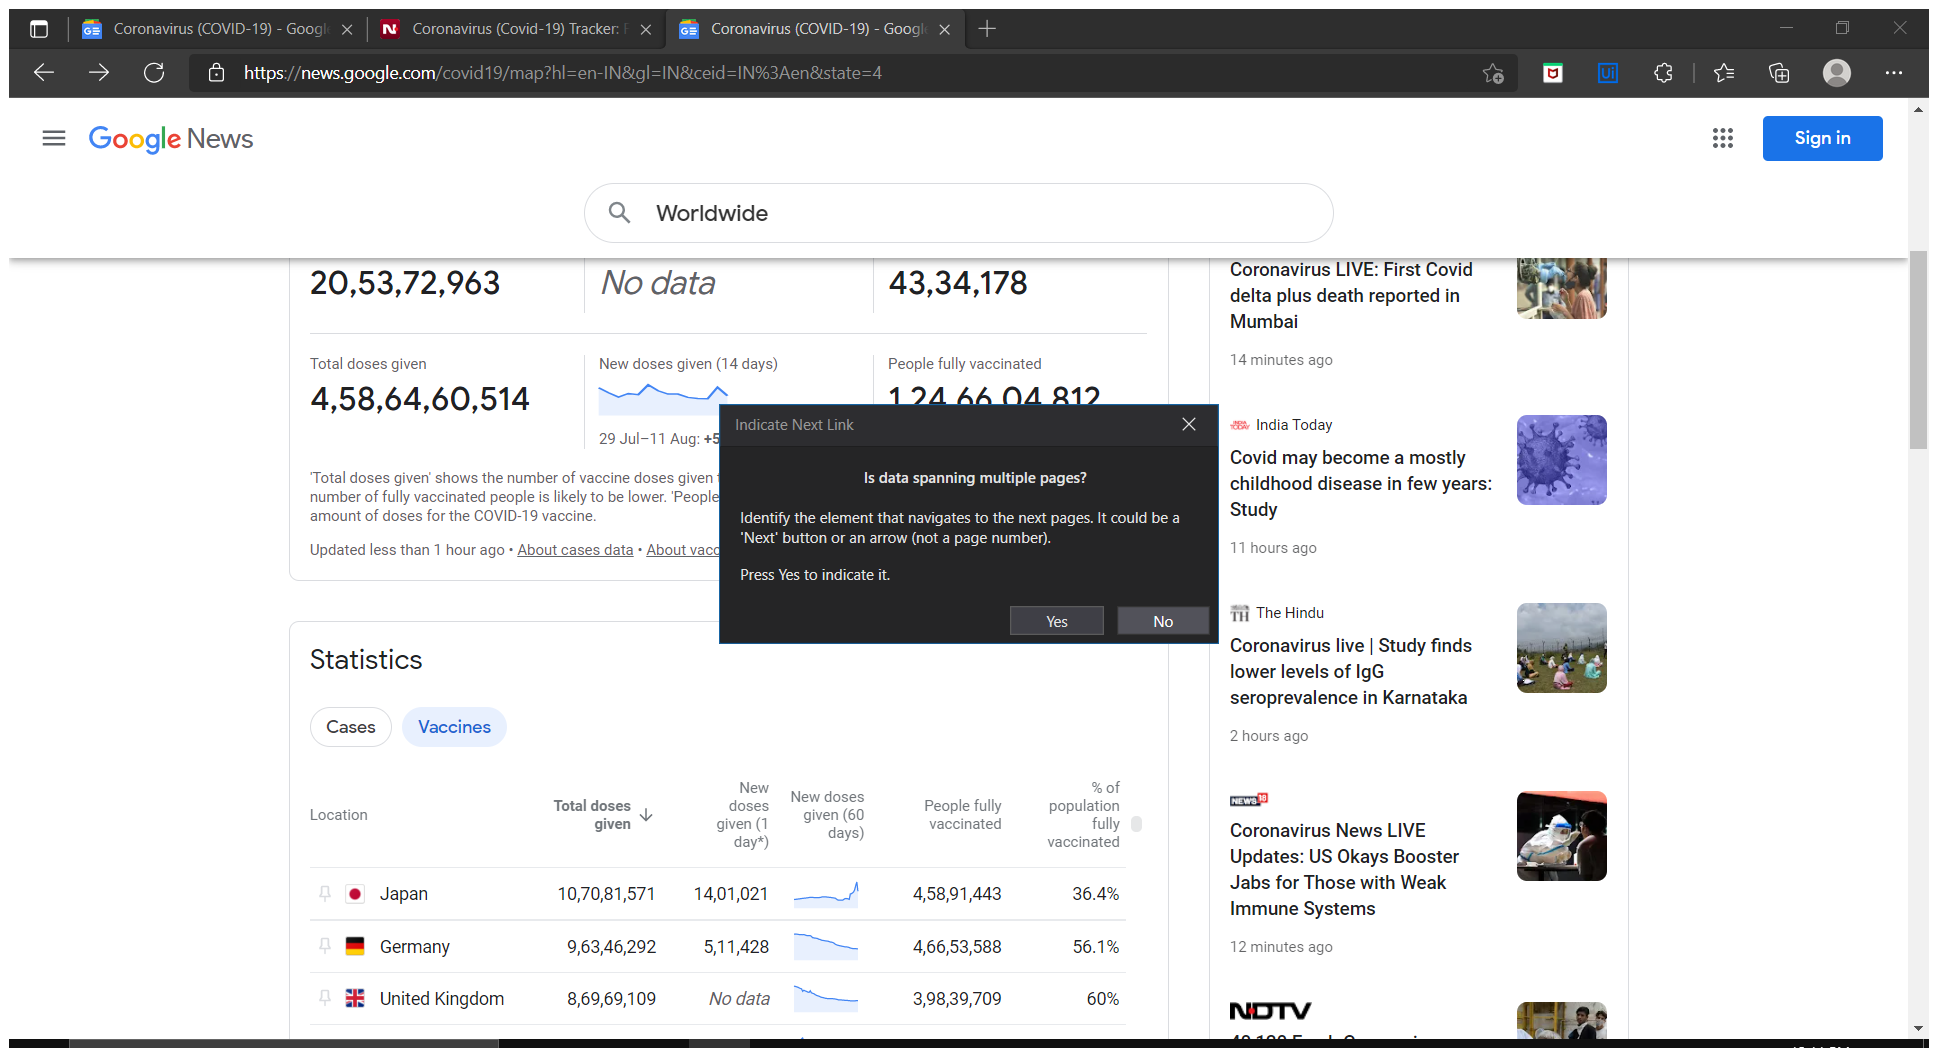 Coronavirus (COVID-19) - Googl
Coronavirus (Covid-19) Tracker:
Coronavirus (COVID-19) - Googl
https://news.google.com/covid19/map?hl=en-IN&gl=IN&ceid=IN%3Aen&state=4
Google News
Sign in
Worldwide
20,53,72,963
No data
43,34,178
Total doses given
4,58,64,60,514
New doses given (14 days)
29 Jul–11 Aug: +5
People fully vaccinated
1,24,66,04,812
'Total doses given' shows the number of vaccine doses given
number of fully vaccinated people is likely to be lower. 'People
amount of doses for the COVID-19 vaccine.
Updated less than 1 hour ago • About cases data • About vacc
Indicate Next Link
Is data spanning multiple pages?
Identify the element that navigates to the next pages. It could be a
'Next' button or an arrow (not a page number).
Press Yes to indicate it.
Yes
No
Statistics
Cases
Vaccines
Location
Total doses
given
New
doses
given (1
day*)
New doses
given (60
days)
People fully
vaccinated
% of
population
fully
vaccinated
Japan 10,70,81,571 14,01,021 4,58,91,443 36.4%
Germany 9,63,46,292 5,11,428 4,66,53,588 56.1%
United Kingdom 8,69,69,109 No data 3,98,39,709 60%
Coronavirus LIVE: First Covid
delta plus death reported in
Mumbai
14 minutes ago
INDIA TODAY India Today
Covid may become a mostly
childhood disease in few years:
Study
11 hours ago
TH The Hindu
Coronavirus live | Study finds
lower levels of IgG
seroprevalence in Karnataka
2 hours ago
NEWS18
Coronavirus News LIVE
Updates: US Okays Booster
Jabs for Those with Weak
Immune Systems
12 minutes ago
NDTV